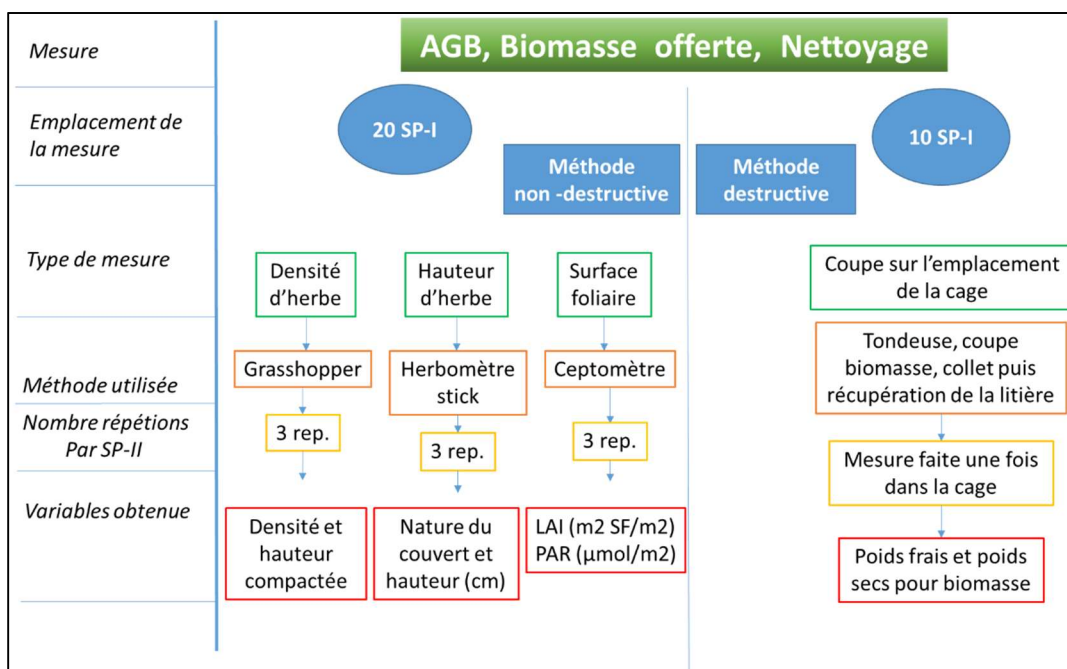 Mesure
AGB, Biomasse offerte, Nettoyage
Emplacement de
la mesure
20 SP-I
10 SP-I
Méthode
non -destructive
Méthode
destructive
Type de mesure
Densité
d’herbe
Hauteur
d’herbe
Surface
foliaire
Coupe sur l’emplacement
de la cage
Méthode utilisée
Grasshopper
Herbomètre
stick
Ceptomètre
Tondeuse, coupe
biomasse, collet puis
récupération de la litière
Nombre répétions
Par SP-II
3 rep.
3 rep.
3 rep.
Mesure faite une fois
dans la cage
Variables obtenue
Densité et
hauteur
compactée
Nature du
couvert et
hauteur (cm)
LAI (m2 SF/m2)
PAR (μmol/m2)
Poids frais et poids
secs pour biomasse